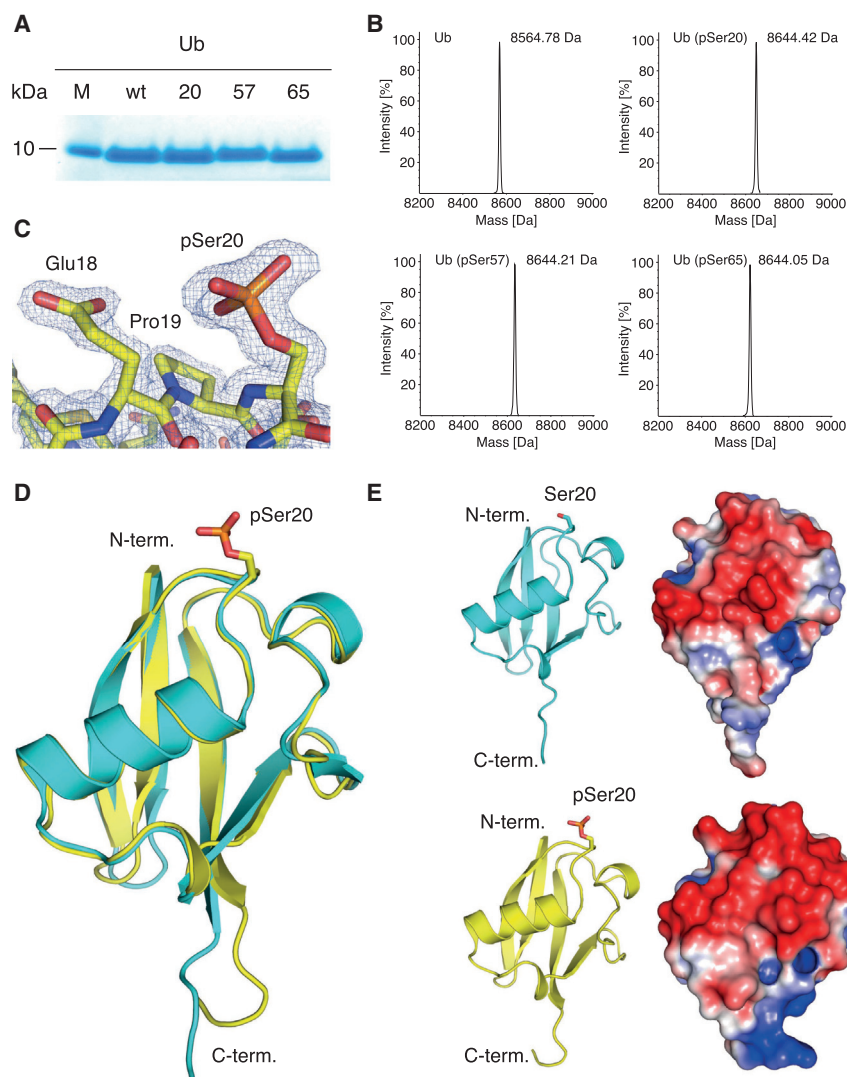 A
Ub
kDa M wt 20 57 65
10
B
Ub 8564.78 Da
Intensity [%]
100
80
60
40
20
8200 8400 8600 8800 9000
Mass [Da]
Ub (pSer20) 8644.42 Da
Intensity [%]
100
80
60
40
20
8200 8400 8600 8800 9000
Mass [Da]
Ub (pSer57) 8644.21 Da
Intensity [%]
100
80
60
40
20
8200 8400 8600 8800 9000
Mass [Da]
Ub (pSer65) 8644.05 Da
Intensity [%]
100
80
60
40
20
8200 8400 8600 8800 9000
Mass [Da]
C
pSer20
Glu18
Pro19
D
pSer20
N-term.
C-term.
E
Ser20
N-term.
C-term.
pSer20
N-term.
C-term.